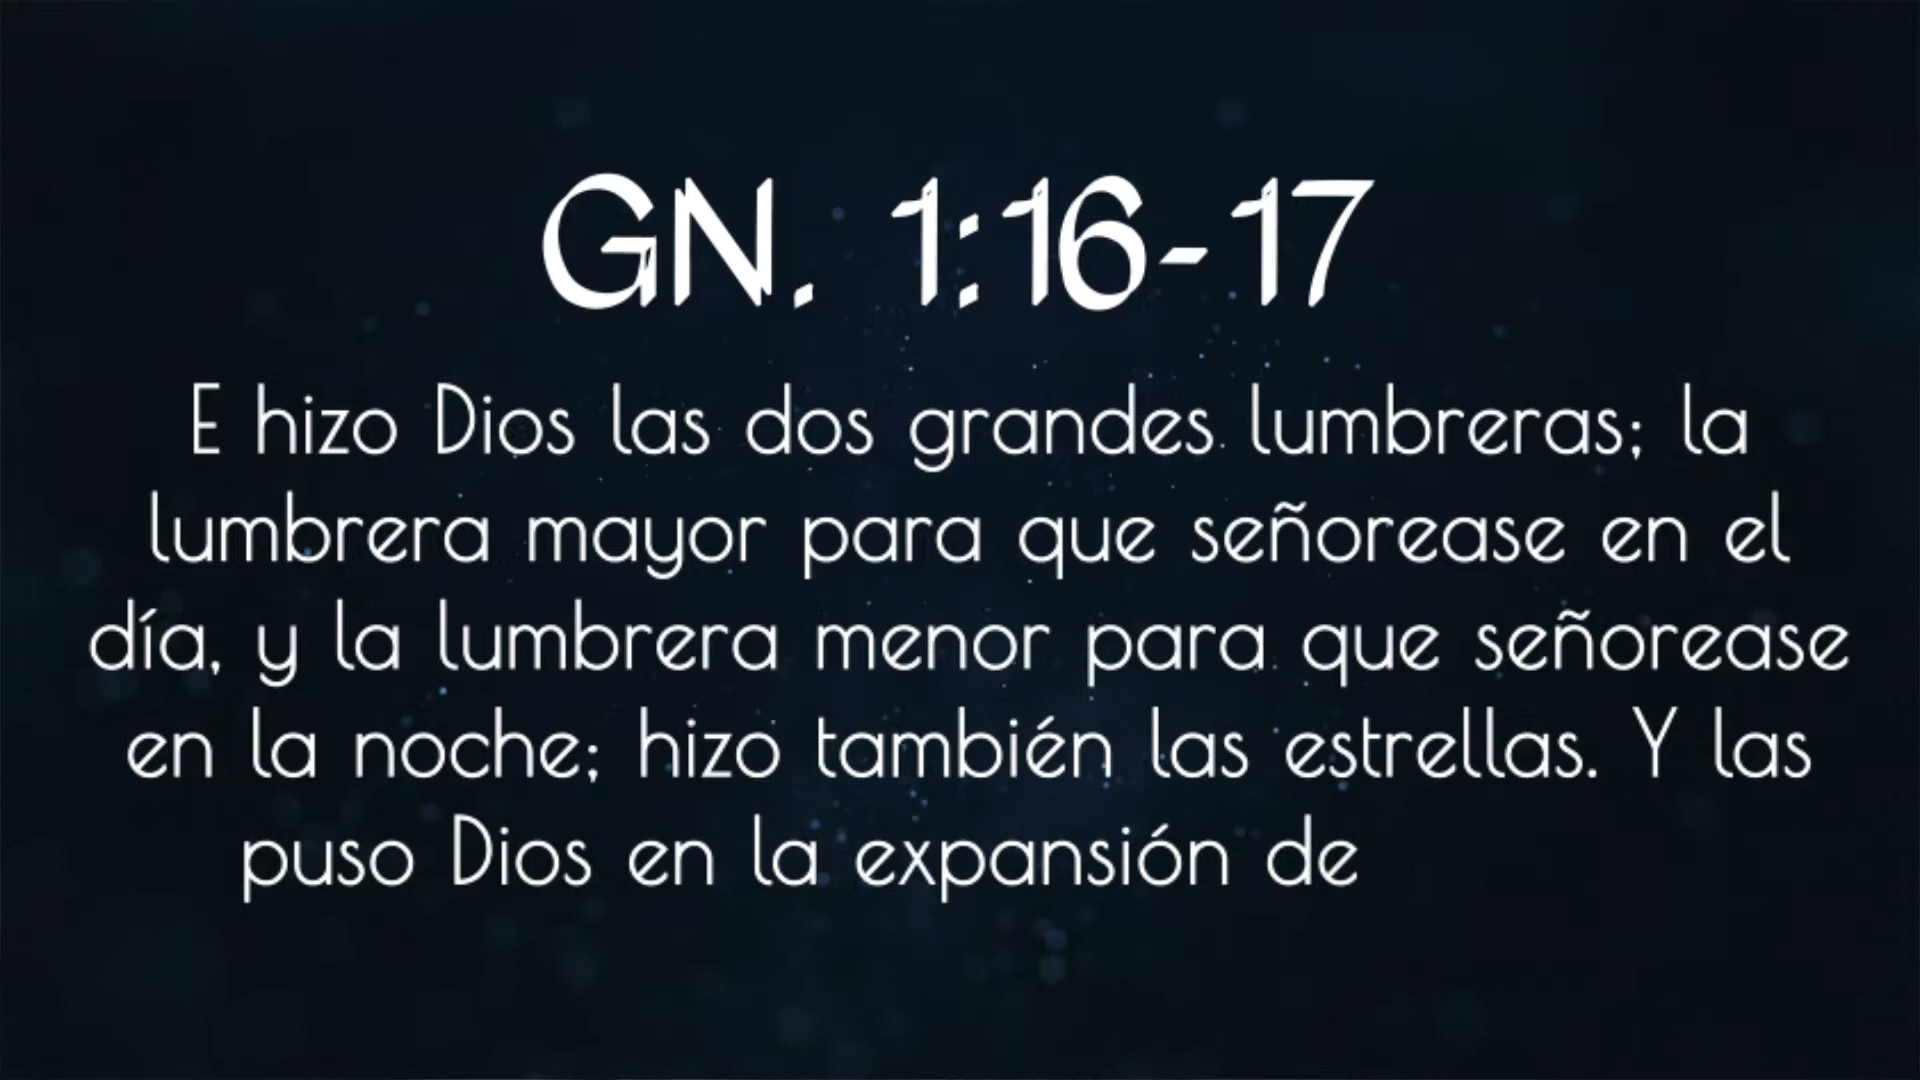 GN. 1:16-17
E hizo Dios las dos grandes lumbreras; la
lumbrera mayor para que señorease en el
día, y la lumbrera menor para que señorease
en la noche; hizo también las estrellas. Y las
puso Dios en la expansión de